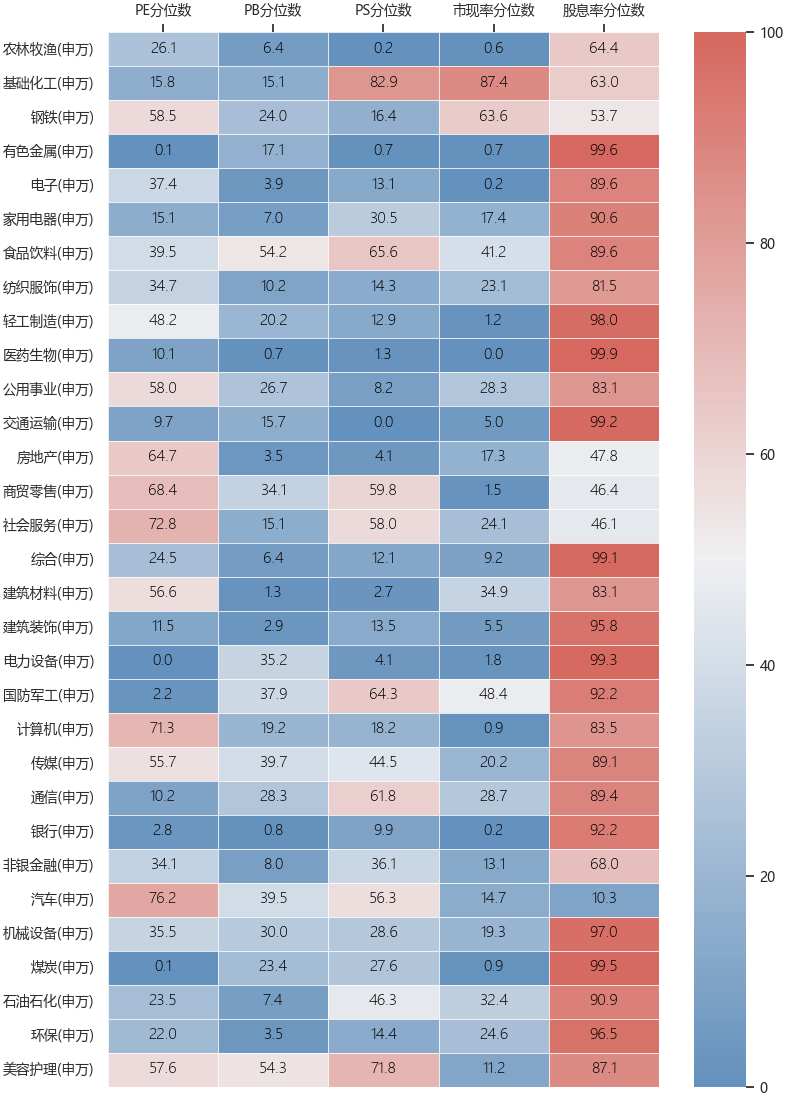 PE分位数 PB分位数 PS分位数 市现率分位数 股息率分位数
农林牧渔(申万) 26.1 6.4 0.2 0.6 64.4
基础化工(申万) 15.8 15.1 82.9 87.4 63.0
钢铁(申万) 58.5 24.0 16.4 63.6 53.7
有色金属(申万) 0.1 17.1 0.7 0.7 99.6
电子(申万) 37.4 3.9 13.1 0.2 89.6
家用电器(申万) 15.1 7.0 30.5 17.4 90.6
食品饮料(申万) 39.5 54.2 65.6 41.2 89.6
纺织服饰(申万) 34.7 10.2 14.3 23.1 81.5
轻工制造(申万) 48.2 20.2 12.9 1.2 98.0
医药生物(申万) 10.1 0.7 1.3 0.0 99.9
公用事业(申万) 58.0 26.7 8.2 28.3 83.1
交通运输(申万) 9.7 15.7 0.0 5.0 99.2
房地产(申万) 64.7 3.5 4.1 17.3 47.8
商贸零售(申万) 68.4 34.1 59.8 1.5 46.4
社会服务(申万) 72.8 15.1 58.0 24.1 46.1
综合(申万) 24.5 6.4 12.1 9.2 99.1
建筑材料(申万) 56.6 1.3 2.7 34.9 83.1
建筑装饰(申万) 11.5 2.9 13.5 5.5 95.8
电力设备(申万) 0.0 35.2 4.1 1.8 99.3
国防军工(申万) 2.2 37.9 64.3 48.4 92.2
计算机(申万) 71.3 19.2 18.2 0.9 83.5
传媒(申万) 55.7 39.7 44.5 20.2 89.1
通信(申万) 10.2 28.3 61.8 28.7 89.4
银行(申万) 2.8 0.8 9.9 0.2 92.2
非银金融(申万) 34.1 8.0 36.1 13.1 68.0
汽车(申万) 76.2 39.5 56.3 14.7 10.3
机械设备(申万) 35.5 30.0 28.6 19.3 97.0
煤炭(申万) 0.1 23.4 27.6 0.9 99.5
石油石化(申万) 23.5 7.4 46.3 32.4 90.9
环保(申万) 22.0 3.5 14.4 24.6 96.5
美容护理(申万) 57.6 54.3 71.8 11.2 87.1
100
80
60
40
20
0